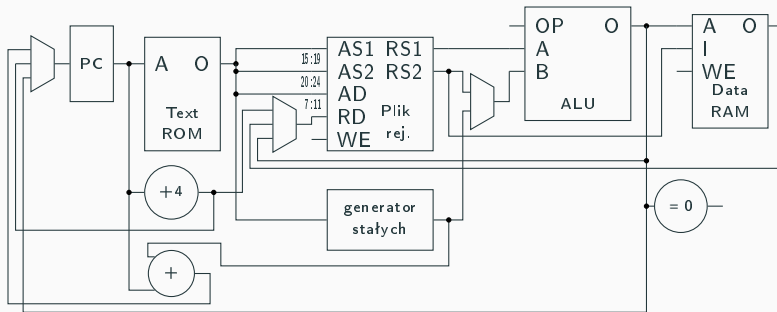 PC
A O
Text
ROM
+4
+
15:19
20:24
7:11
AS1 RS1
AS2 RS2
AD
RD
WE
Plik
rej.
generator
stałych
OP O
A
B
ALU
A O
I
WE
Data
RAM
= 0